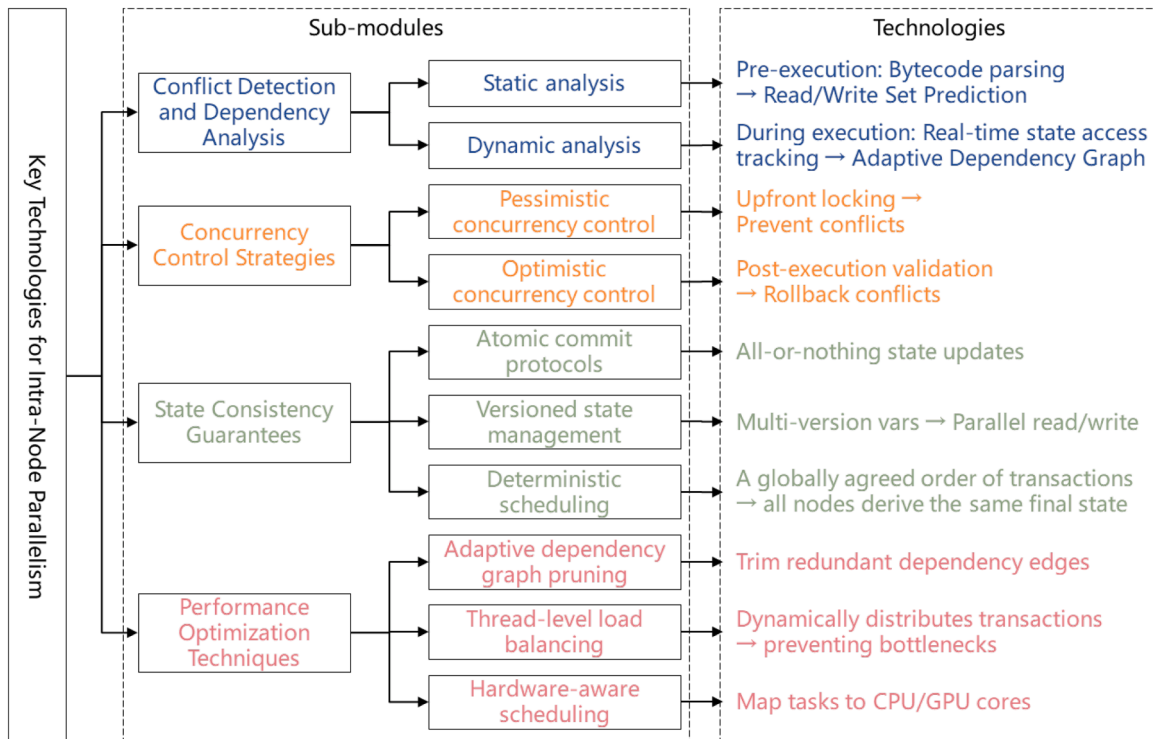 Key Technologies for Intra-Node Parallelism
Sub-modules
Technologies
Conflict Detection
and Dependency
Analysis
Static analysis
Pre-execution: Bytecode parsing
→ Read/Write Set Prediction
Dynamic analysis
During execution: Real-time state access
tracking → Adaptive Dependency Graph
Concurrency
Control Strategies
Pessimistic
concurrency control
Upfront locking →
Prevent conflicts
Optimistic
concurrency control
Post-execution validation
→ Rollback conflicts
State Consistency
Guarantees
Atomic commit
protocols
All-or-nothing state updates
Versioned state
management
Multi-version vars → Parallel read/write
Deterministic
scheduling
A globally agreed order of transactions
→ all nodes derive the same final state
Performance
Optimization
Techniques
Adaptive dependency
graph pruning
Trim redundant dependency edges
Thread-level load
balancing
Dynamically distributes transactions
→ preventing bottlenecks
Hardware-aware
scheduling
Map tasks to CPU/GPU cores